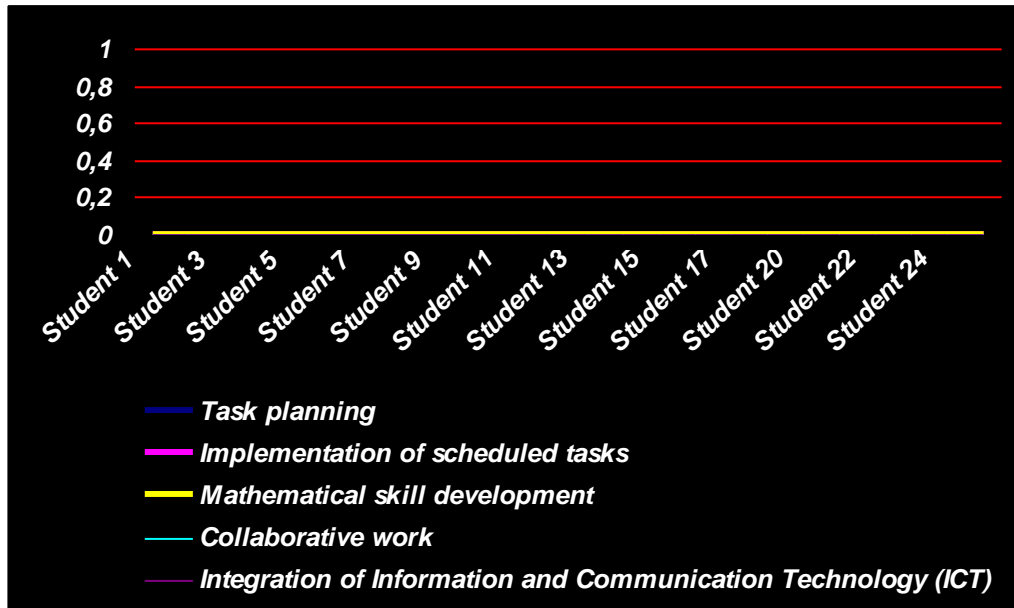 1
0,8
0,6
0,4
0,2
0
Student 1
Student 3
Student 5
Student 7
Student 9
Student 11
Student 13
Student 15
Student 17
Student 20
Student 22
Student 24
Task planning
Implementation of scheduled tasks
Mathematical skill development
Collaborative work
Integration of Information and Communication Technology (ICT)